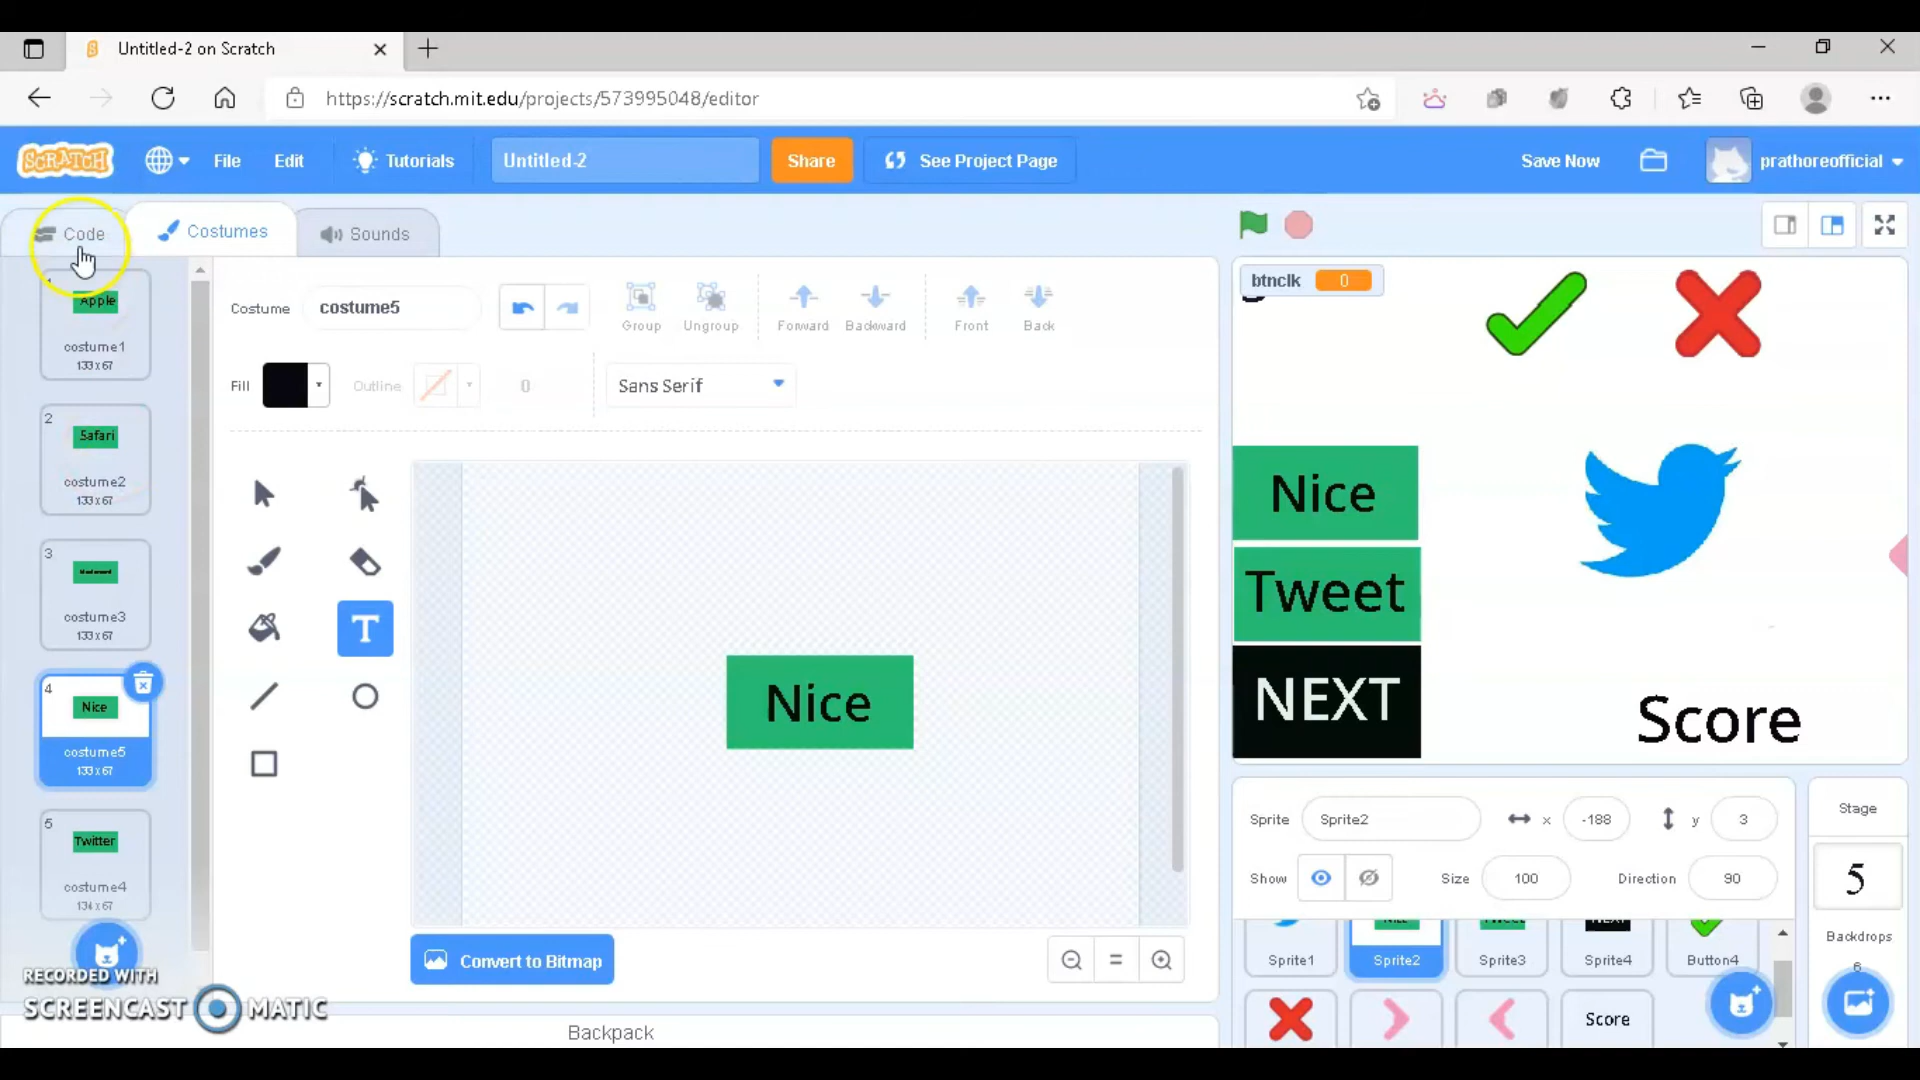 Untitled-2 on Scratch
https://scratch.mit.edu/projects/573995048/editor
SCRATCH
File
Edit
Tutorials
Untitled-2
Share
See Project Page
Save Now
prathoreofficial
Code
Costumes
Sounds
Costume
costume5
Group
Ungroup
Forward
Backward
Front
Back
Fill
Outline
0
Sans Serif
Apple
costume1
133 x 67
2
Safari
costume2
133 x 67
3
costume3
133 x 67
4
Nice
costume5
133 x 67
5
Twitter
costume4
134 x 67
T
Nice
Convert to Bitmap
Backpack
RECORDED WITH
SCREENCAST MATIC
btnclk 0
Nice
Tweet
NEXT
Score
Sprite
Sprite2
x
-188
y
3
Show
Size
100
Direction
90
Sprite1
Sprite2
Sprite3
Sprite4
Button4
Score
Stage
5
Backdrops
6